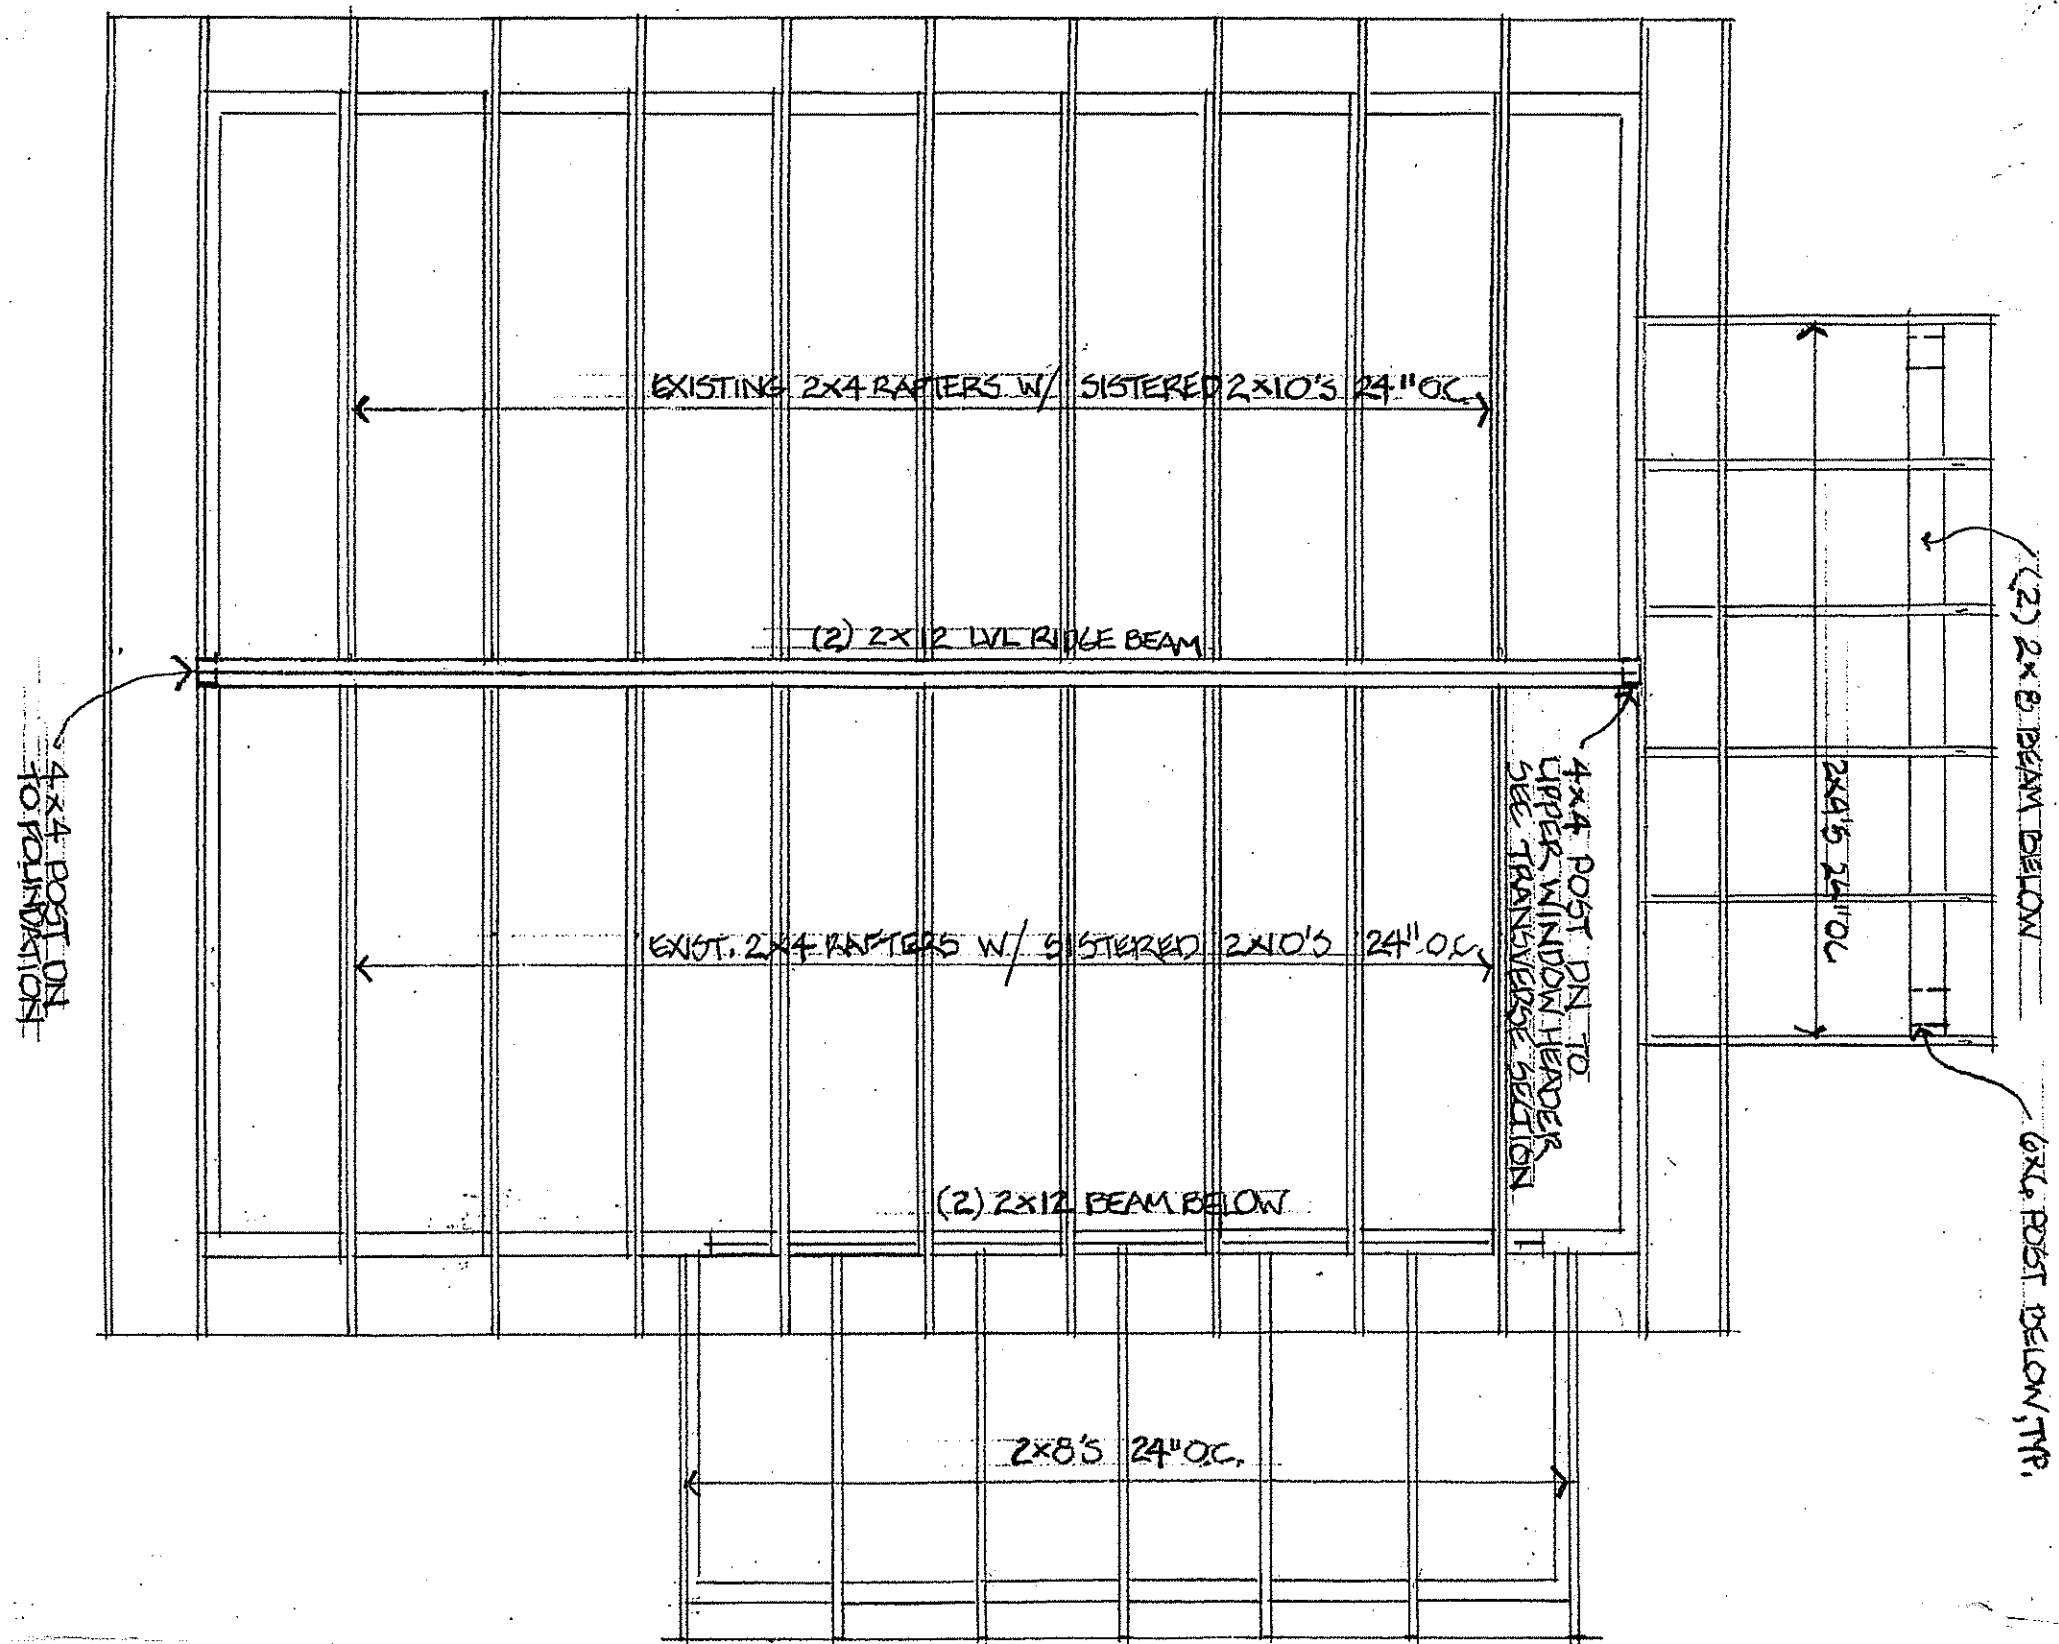 EXISTING 2X4 RAFTERS W/ SISTERED 2X10'S 24" O.C.
(2) 2X12 LVL RIDGE BEAM
4X4 POST DN
TO FOUNDATION
4X4 POST DN TO
UPPER WINDOW HEADER
SEE TRANSVERSE SECTION
(2) 2X8 BEAM BELOW
2X4'S 24" OC
EXIST. 2X4 RAFTERS W/ SISTERED 2X10'S 24" O.C.
(2) 2X12 BEAM BELOW
6X6 POST BELOW, TYP.
2X8'S 24" O.C.